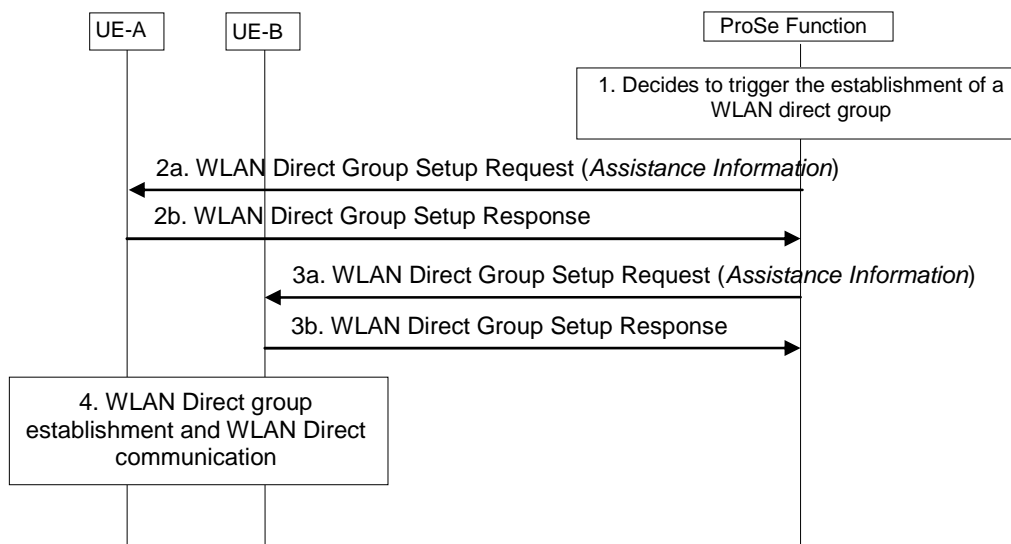 UE-A
UE-B
ProSe Function
1. Decides to trigger the establishment of a
WLAN direct group
2a. WLAN Direct Group Setup Request (Assistance Information)
2b. WLAN Direct Group Setup Response
3a. WLAN Direct Group Setup Request (Assistance Information)
3b. WLAN Direct Group Setup Response
4. WLAN Direct group
establishment and WLAN Direct
communication